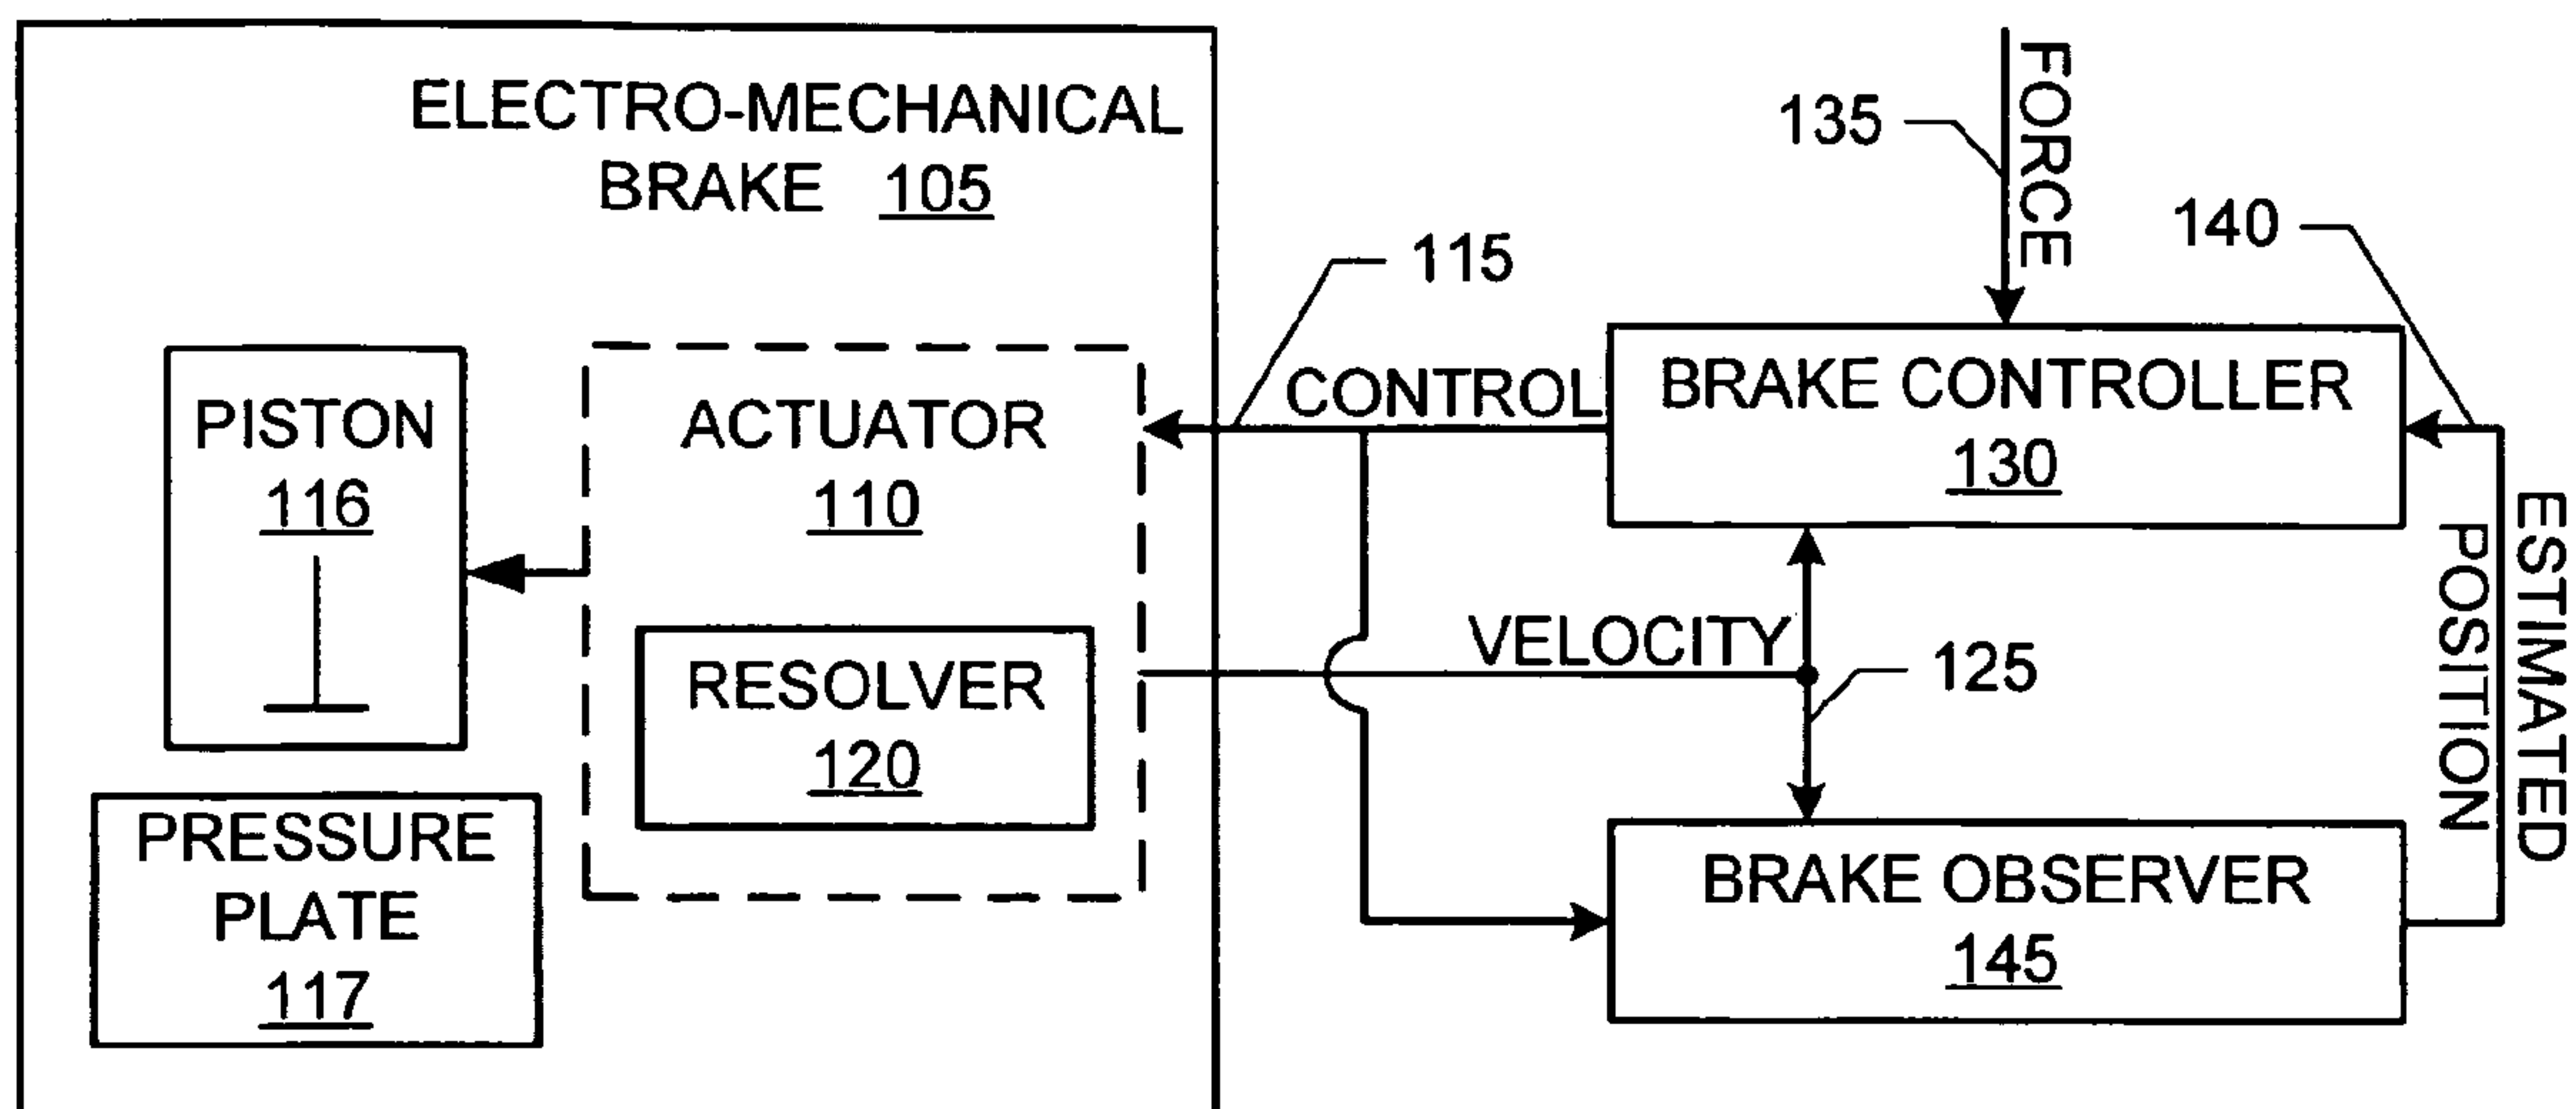 ELECTRO-MECHANICAL
BRAKE 105
PISTON
116
ACTUATOR
110
RESOLVER
120
PRESSURE
PLATE
117
115
CONTROL
135
FORCE
140
BRAKE CONTROLLER
130
VELOCITY
125
ESTIMATED
POSITION
BRAKE OBSERVER
145